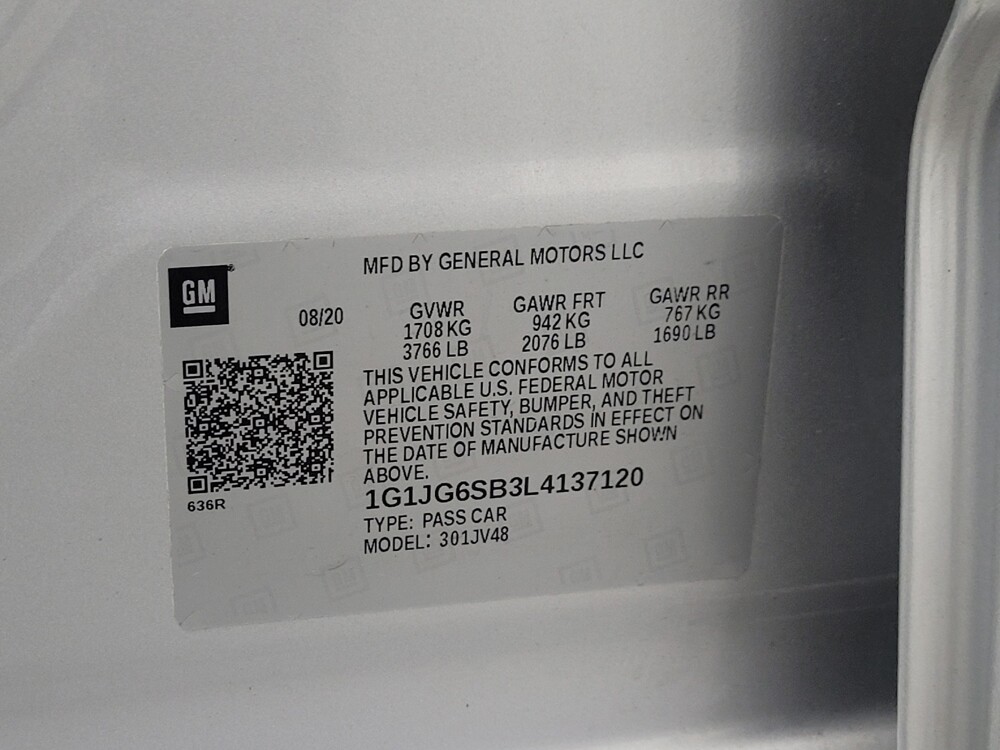 MFD BY GENERAL MOTORS LLC
GM
08/20
GVWR GAWR FRT GAWR RR
1708 KG 942 KG 767 KG
3766 LB 2076 LB 1690 LB
THIS VEHICLE CONFORMS TO ALL
APPLICABLE U.S. FEDERAL MOTOR
VEHICLE SAFETY, BUMPER, AND THEFT
PREVENTION STANDARDS IN EFFECT ON
THE DATE OF MANUFACTURE SHOWN
ABOVE.
1G1JG6SB3L4137120
636R
TYPE: PASS CAR
MODEL: 301JV48